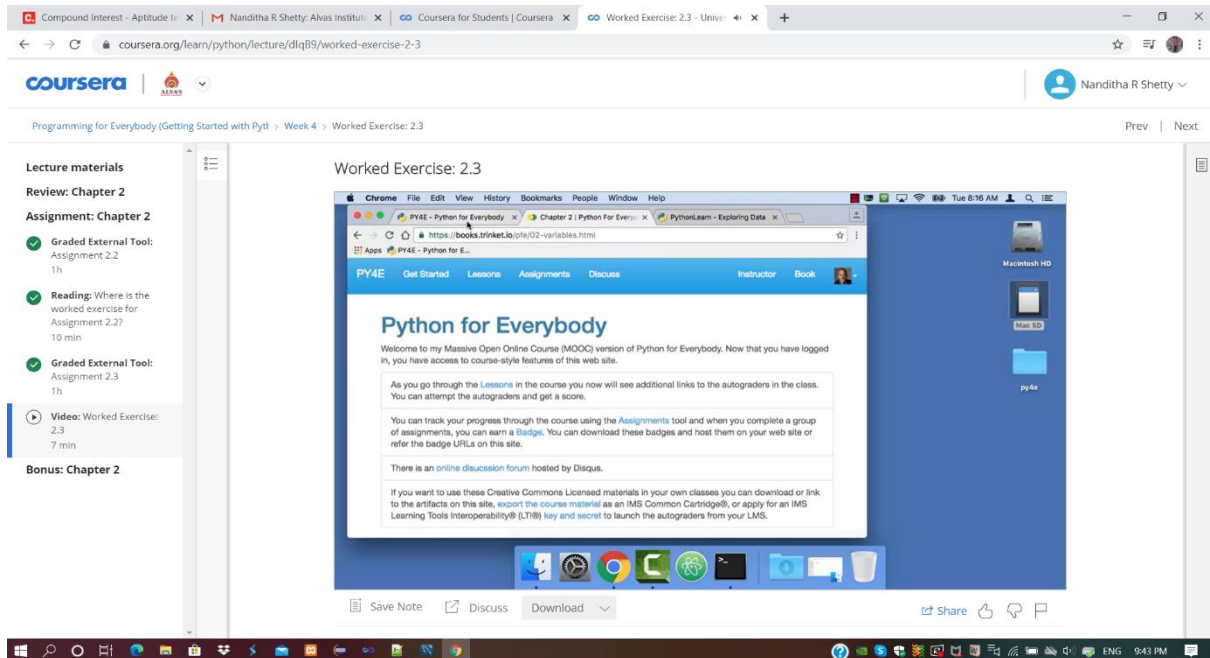 Compound Interest - Aptitude te
Nanditha R Shetty: Alvas Institut
Coursera for Students | Coursera
Worked Exercise: 2.3 - Univer
coursera.org/learn/python/lecture/dlqB9/worked-exercise-2-3
coursera
ALVA'S
Nanditha R Shetty
Programming for Everybody (Getting Started with Pytl > Week 4 > Worked Exercise: 2.3
Prev | Next
Lecture materials
Review: Chapter 2
Assignment: Chapter 2
Graded External Tool:
Assignment 2.2
1h
Reading: Where is the
worked exercise for
Assignment 2.2?
10 min
Graded External Tool:
Assignment 2.3
1h
Video: Worked Exercise:
2.3
7 min
Bonus: Chapter 2
Worked Exercise: 2.3
Chrome File Edit View History Bookmarks People Window Help
Tue 8:16 AM
PY4E - Python for Everybody
Chapter 2 | Python For Everyo
PythonLearn - Exploring Data
https://books.trinket.io/pfe/02-variables.html
Apps PY4E - Python for E...
PY4E Get Started Lessons Assignments Discuss Instructor Book
Python for Everybody
Welcome to my Massive Open Online Course (MOOC) version of Python for Everybody. Now that you have logged
in, you have access to course-style features of this web site.
As you go through the Lessons in the course you now will see additional links to the autograders in the class.
You can attempt the autograders and get a score.
You can track your progress through the course using the Assignments tool and when you complete a group
of assignments, you can earn a Badge. You can download these badges and host them on your web site or
refer the badge URLs on this site.
There is an online disucssion forum hosted by Disqus.
If you want to use these Creative Commons Licensed materials in your own classes you can download or link
to the artifacts on this site, export the course material as an IMS Common Cartridge®, or apply for an IMS
Learning Tools Interoperability® (LTI®) key and secret to launch the autograders from your LMS.
Macintosh HD
Mac SD
py4e
Save Note
Discuss
Download
Share
ENG 9:43 PM